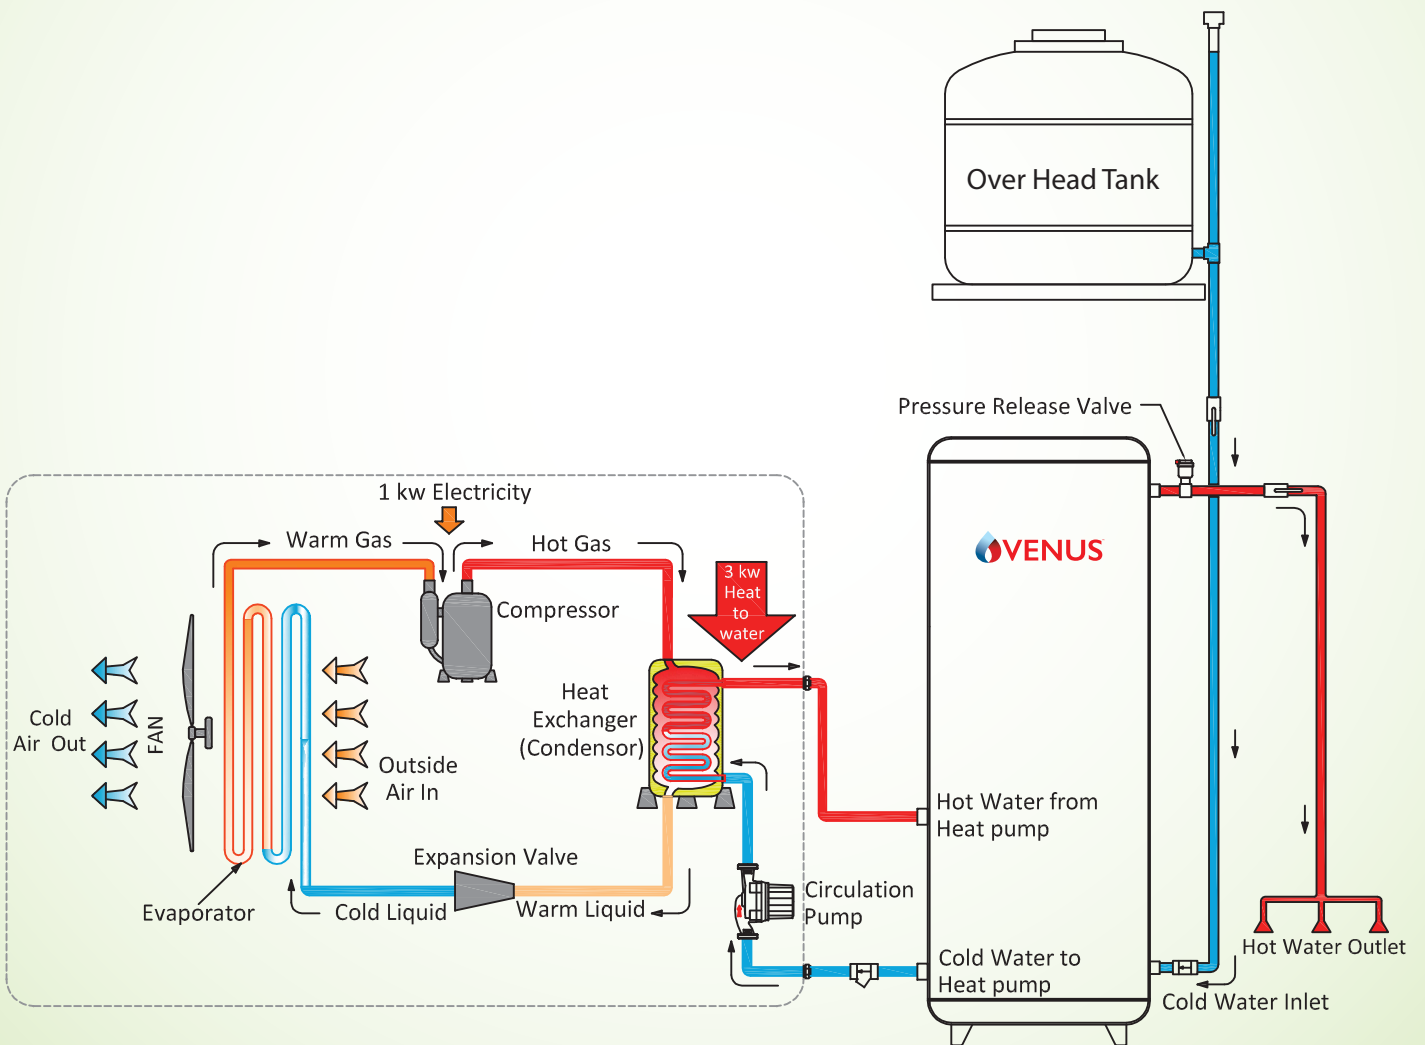 Over Head Tank
Pressure Release Valve
1 kw Electricity
Warm Gas
Hot Gas
VENUS
3 kw
Heat
to
water
Compressor
Heat
Exchanger
(Condensor)
Cold
Air Out
FAN
Outside
Air In
Hot Water from
Heat pump
Expansion Valve
Evaporator
Cold Liquid
Warm Liquid
Circulation
Pump
Hot Water Outlet
Cold Water to
Heat pump
Cold Water Inlet